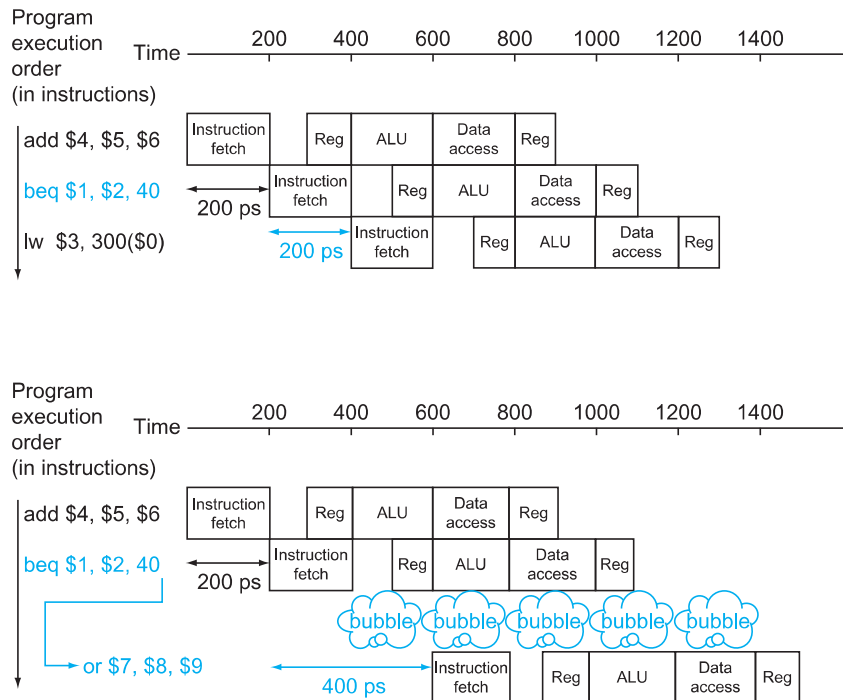 Program
execution
order
(in instructions)
Time
200 400 600 800 1000 1200 1400
add $4, $5, $6
Instruction
fetch
Reg
ALU
Data
access
Reg
beq $1, $2, 40
200 ps
Instruction
fetch
Reg
ALU
Data
access
Reg
lw $3, 300($0)
200 ps
Instruction
fetch
Reg
ALU
Data
access
Reg
Program
execution
order
(in instructions)
Time
200 400 600 800 1000 1200 1400
add $4, $5, $6
Instruction
fetch
Reg
ALU
Data
access
Reg
beq $1, $2, 40
200 ps
Instruction
fetch
Reg
ALU
Data
access
Reg
bubble bubble bubble bubble bubble
or $7, $8, $9
400 ps
Instruction
fetch
Reg
ALU
Data
access
Reg